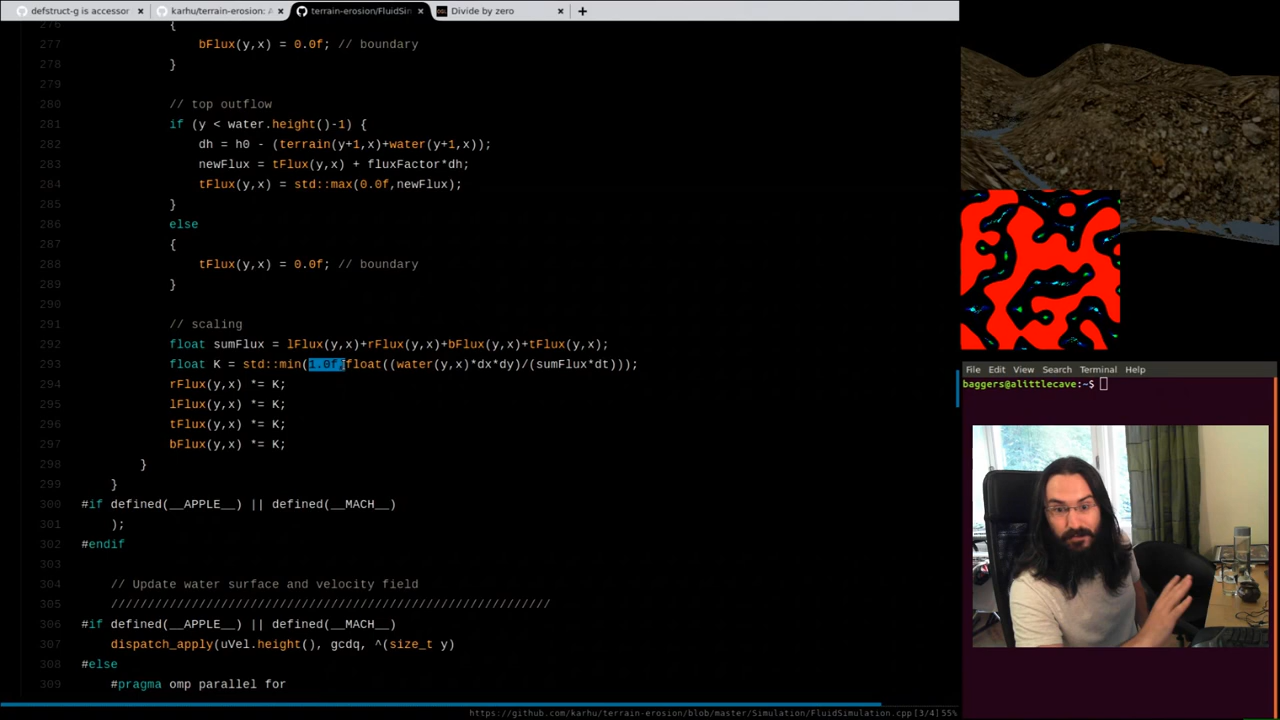 defstruct-g is accessor ×
karhu/terrain-erosion: A ×
terrain-erosion/FluidSim ×
Divide by zero ×
+
276 {
277 bFlux(y,x) = 0.0f; // boundary
278 }
279
280 // top outflow
281 if (y < water.height()-1) {
282 dh = h0 - (terrain(y+1,x)+water(y+1,x));
283 newFlux = tFlux(y,x) + fluxFactor*dh;
284 tFlux(y,x) = std::max(0.0f,newFlux);
285 }
286 else
287 {
288 tFlux(y,x) = 0.0f; // boundary
289 }
290
291 // scaling
292 float sumFlux = lFlux(y,x)+rFlux(y,x)+bFlux(y,x)+tFlux(y,x);
293 float K = std::min(1.0f,float((water(y,x)*dx*dy)/(sumFlux*dt)));
294 rFlux(y,x) *= K;
295 lFlux(y,x) *= K;
296 tFlux(y,x) *= K;
297 bFlux(y,x) *= K;
298 }
299 }
300 #if defined(__APPLE__) || defined(__MACH__)
301 );
302 #endif
303
304 // Update water surface and velocity field
305 //////////////////////////////////////////////////////////////
306 #if defined(__APPLE__) || defined(__MACH__)
307 dispatch_apply(uVel.height(), gcdq, ^(size_t y)
308 #else
309 #pragma omp parallel for
https://github.com/karhu/terrain-erosion/blob/master/Simulation/FluidSimulation.cpp [3/4] 55%
File Edit View Search Terminal Help
baggers@alittlecave:~$